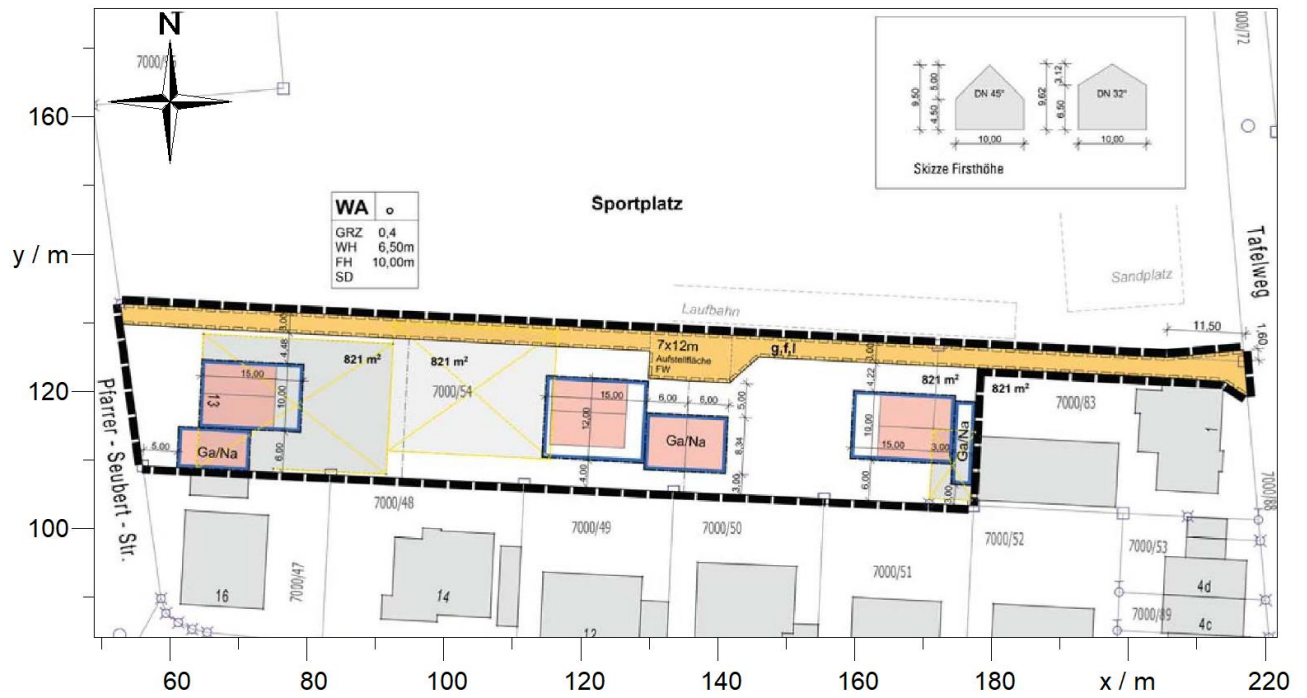 N
7000/72
160
DN 45°
DN 32°
9,50
5,00
4,50
10,00
9,62
3,12
6,50
10,00
Skizze Firsthöhe
WA o
GRZ 0,4
WH 6,50m
FH 10,00m
SD
Sportplatz
y / m
Tafelweg
Sandplatz
Laufbahn
11,50
1,60
3,00
4,48
821 m²
821 m²
7000/54
7x12m
Aufstellfläche
FW
g,f,l
3,00
4,22
821 m²
821 m²
7000/83
120
Pfarrer - Seubert - Str.
15,00
10,00
13
15,00
12,00
6,00
6,00
5,00
10,00
15,00
3,00
1
5,00
Ga/Na
6,00
4,00
Ga/Na
8,34
3,00
6,00
Ga/Na
3,00
100
7000/48
7000/49
7000/50
7000/51
7000/52
7000/53
7000/88
7000/47
16
14
12
4d
7000/89
4c
60
80
100
120
140
160
180
x / m
220